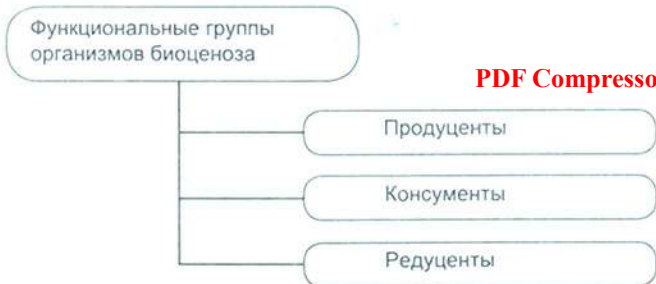 Функциональные группы
организмов биоценоза
PDF Compresso
Продуценты
Консументы
Редуценты